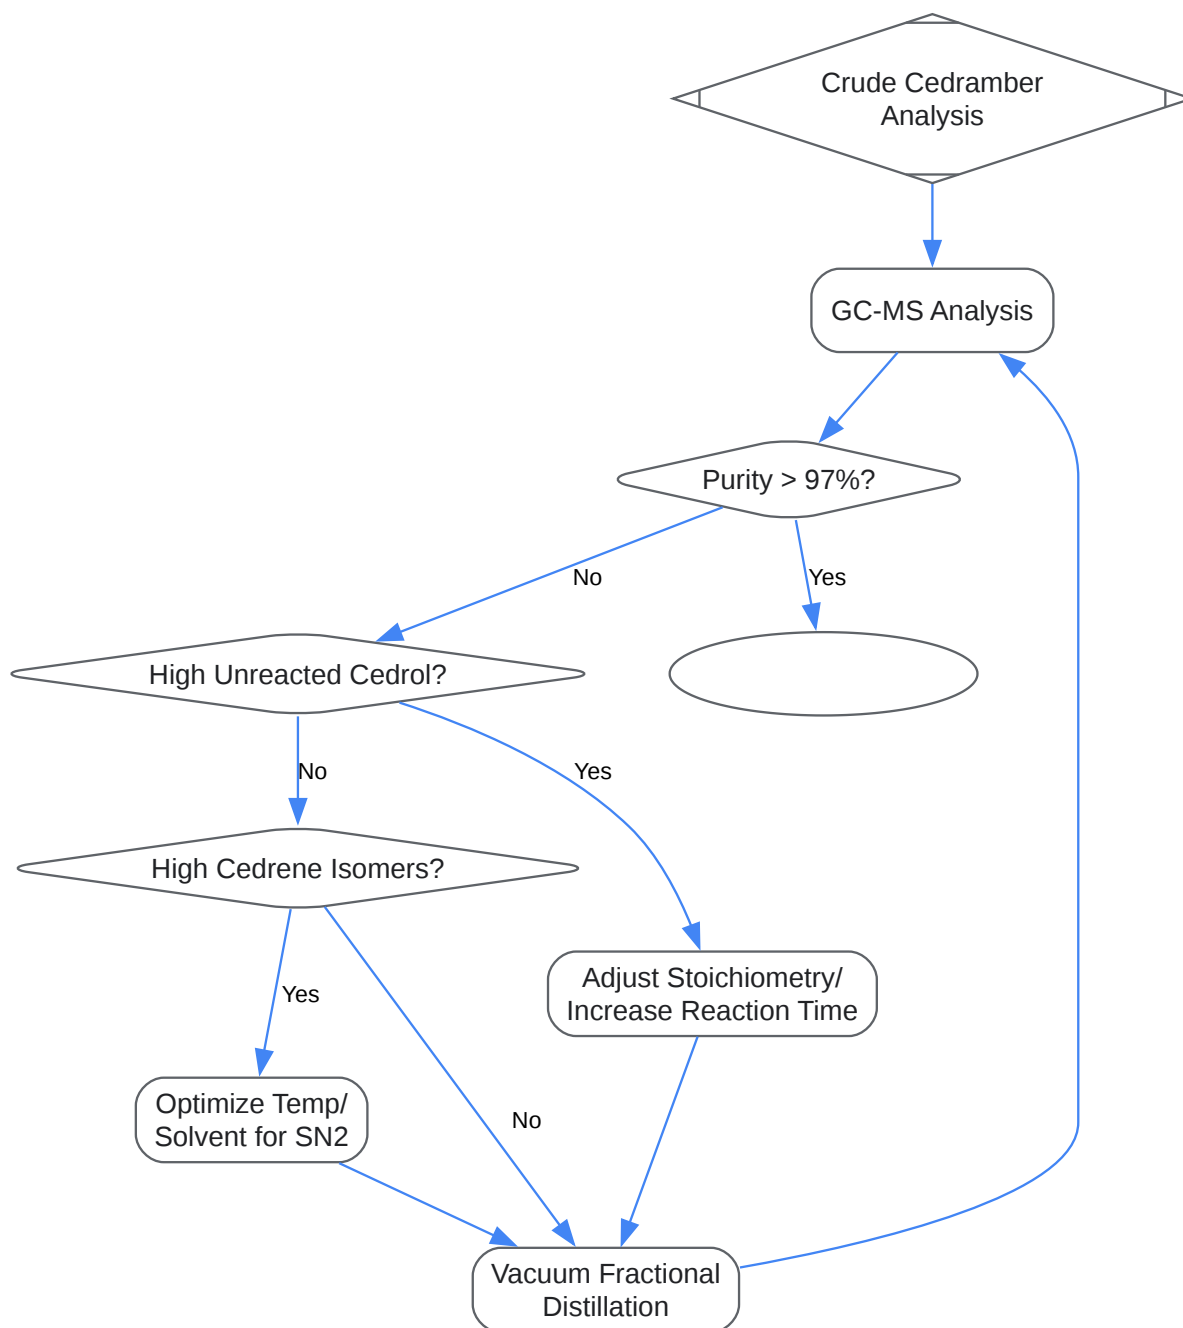 Crude Cedramber
Analysis
GC-MS Analysis
Purity > 97%?
No
Yes
High Unreacted Cedrol?
No
Yes
High Cedrene Isomers?
Adjust Stoichiometry/
Increase Reaction Time
Yes
Optimize Temp/
Solvent for SN2
No
Vacuum Fractional
Distillation